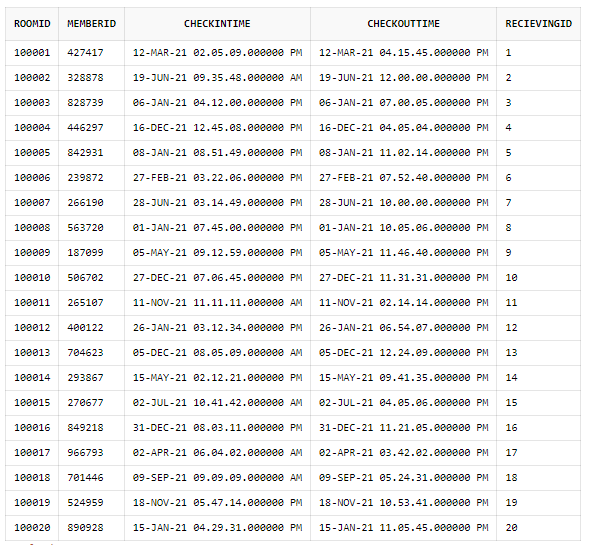 ROOMID MEMBERID CHECKINTIME CHECKOUTTIME RECIEVINGID
100001 427417 12-MAR-21 02.05.09.000000 PM 12-MAR-21 04.15.45.000000 PM 1
100002 328878 19-JUN-21 09.35.48.000000 AM 19-JUN-21 12.00.00.000000 PM 2
100003 828739 06-JAN-21 04.12.00.000000 PM 06-JAN-21 07.00.05.000000 PM 3
100004 446297 16-DEC-21 12.45.08.000000 PM 16-DEC-21 04.05.04.000000 PM 4
100005 842931 08-JAN-21 08.51.49.000000 PM 08-JAN-21 11.02.14.000000 PM 5
100006 239872 27-FEB-21 03.22.06.000000 PM 27-FEB-21 07.52.40.000000 PM 6
100007 266190 28-JUN-21 03.14.49.000000 PM 28-JUN-21 10.00.00.000000 PM 7
100008 563720 01-JAN-21 07.45.00.000000 PM 01-JAN-21 10.05.06.000000 PM 8
100009 187099 05-MAY-21 09.12.59.000000 PM 05-MAY-21 11.46.40.000000 PM 9
100010 506702 27-DEC-21 07.06.45.000000 PM 27-DEC-21 11.31.31.000000 PM 10
100011 265107 11-NOV-21 11.11.11.000000 AM 11-NOV-21 02.14.14.000000 PM 11
100012 400122 26-JAN-21 03.12.34.000000 PM 26-JAN-21 06.54.07.000000 PM 12
100013 704623 05-DEC-21 08.05.09.000000 AM 05-DEC-21 12.24.09.000000 PM 13
100014 293867 15-MAY-21 02.12.21.000000 PM 15-MAY-21 09.41.35.000000 PM 14
100015 270677 02-JUL-21 10.41.42.000000 AM 02-JUL-21 04.05.06.000000 PM 15
100016 849218 31-DEC-21 08.03.11.000000 PM 31-DEC-21 11.21.05.000000 PM 16
100017 966793 02-APR-21 06.04.02.000000 AM 02-APR-21 03.42.02.000000 PM 17
100018 701446 09-SEP-21 09.09.09.000000 AM 09-SEP-21 05.24.31.000000 PM 18
100019 524959 18-NOV-21 05.47.14.000000 PM 18-NOV-21 10.53.41.000000 PM 19
100020 890928 15-JAN-21 04.29.31.000000 PM 15-JAN-21 11.05.45.000000 PM 20